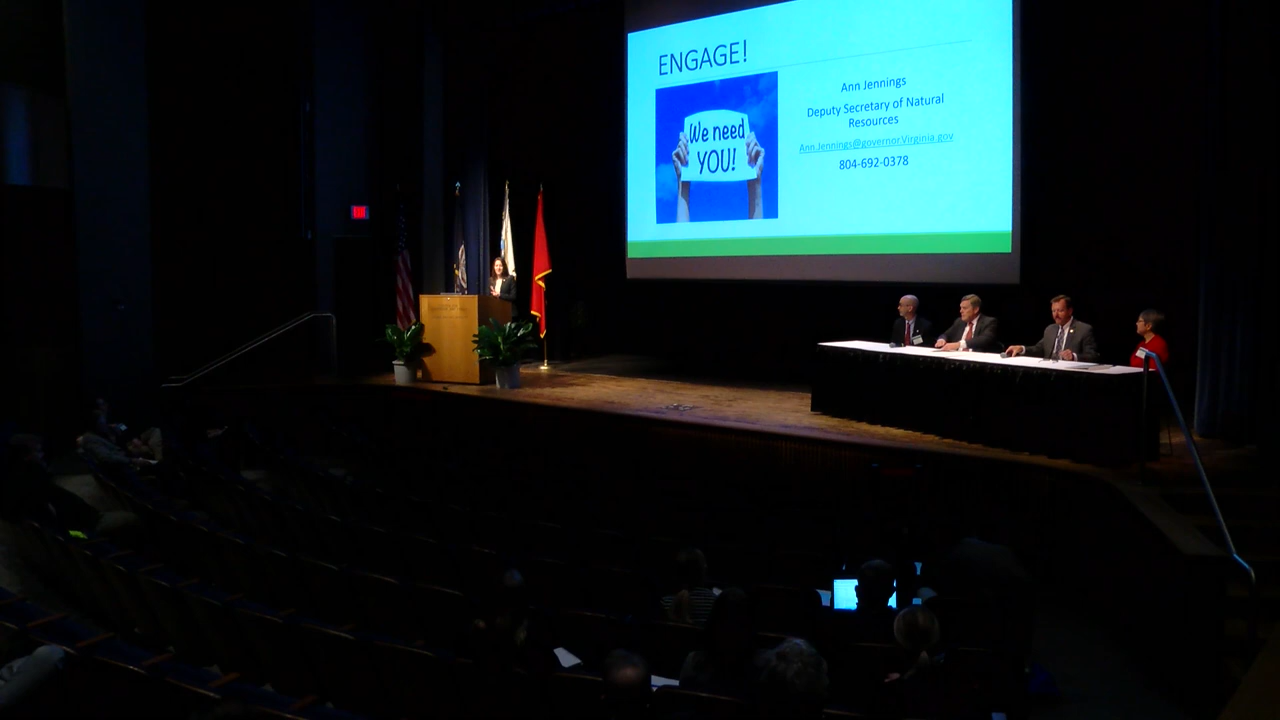 ENGAGE!
We need
YOU!
Ann Jennings
Deputy Secretary of Natural
Resources
Ann.Jennings@governor.Virginia.gov
804-692-0378